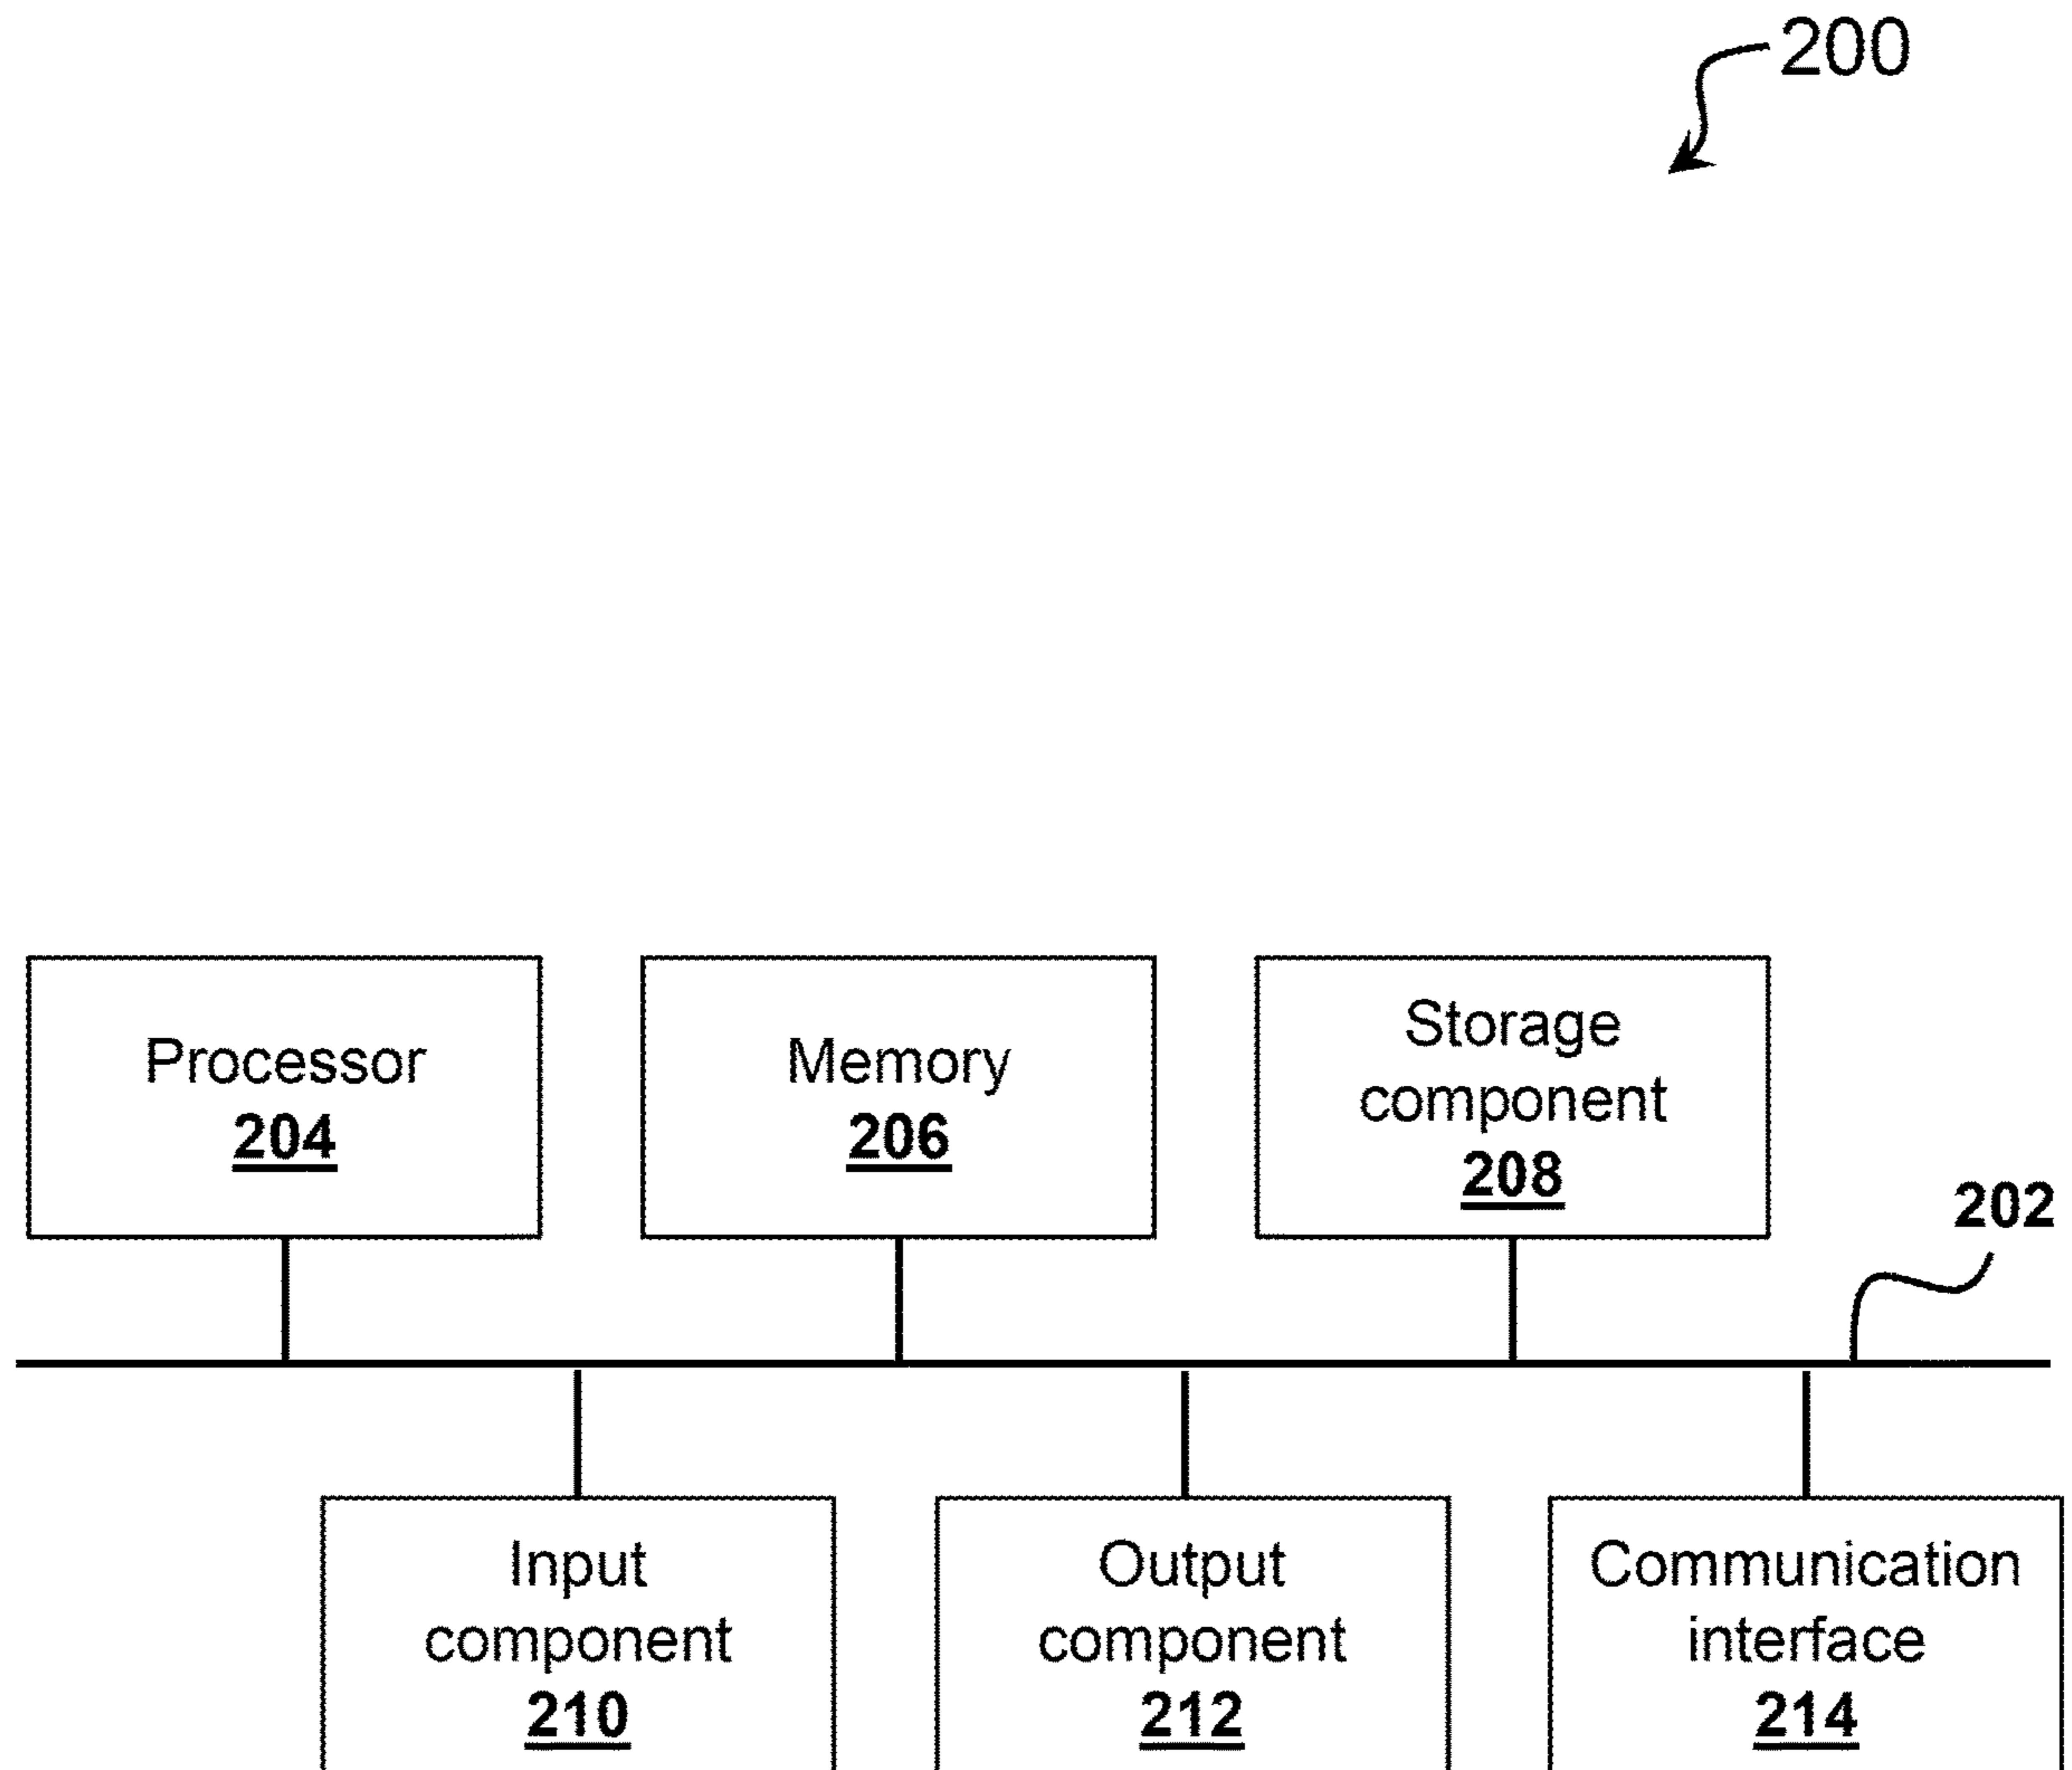 200
Processor
204
Memory
206
Storage
component
208
202
Input
component
210
Output
component
212
Communication
interface
214